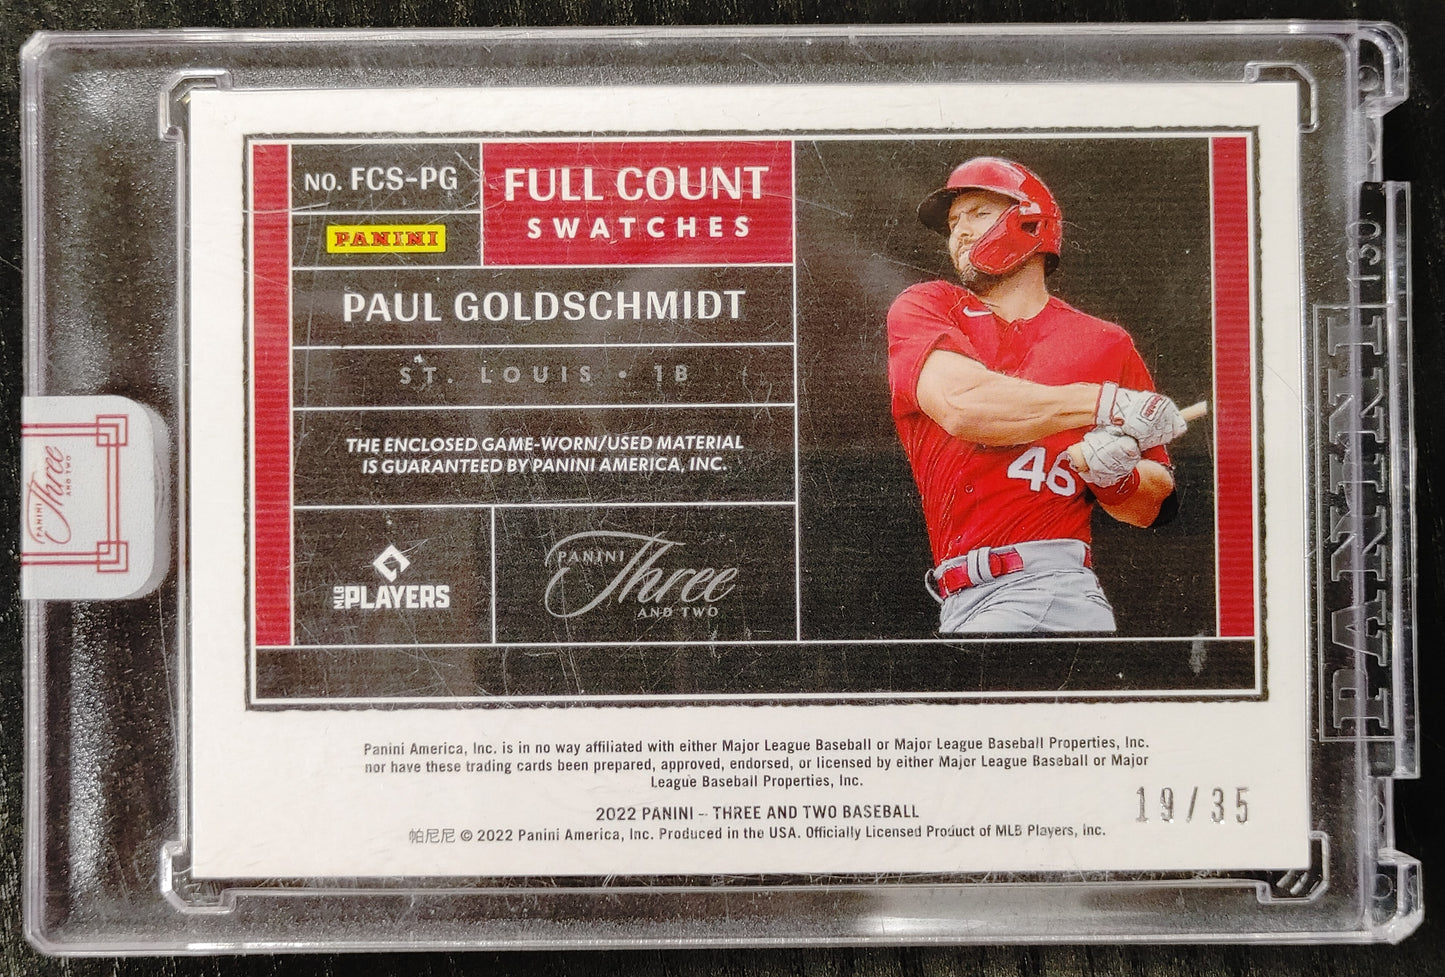 NO. FCS-PG
PANINI
FULL COUNT
SWATCHES
PAUL GOLDSCHMIDT
ST. LOUIS • 1B
THE ENCLOSED GAME-WORN/USED MATERIAL
IS GUARANTEED BY PANINI AMERICA, INC.
MLB PLAYERS
PANINI
Three
AND TWO
46
Panini America, Inc. is in no way affiliated with either Major League Baseball or Major League Baseball Properties, Inc.
nor have these trading cards been prepared, approved, endorsed, or licensed by either Major League Baseball or Major
League Baseball Properties, Inc.
2022 PANINI – THREE AND TWO BASEBALL
帕尼尼 © 2022 Panini America, Inc. Produced in the USA. Officially Licensed Product of MLB Players, Inc.
19/35
PANINI
Three
AND TWO
PANINI
130